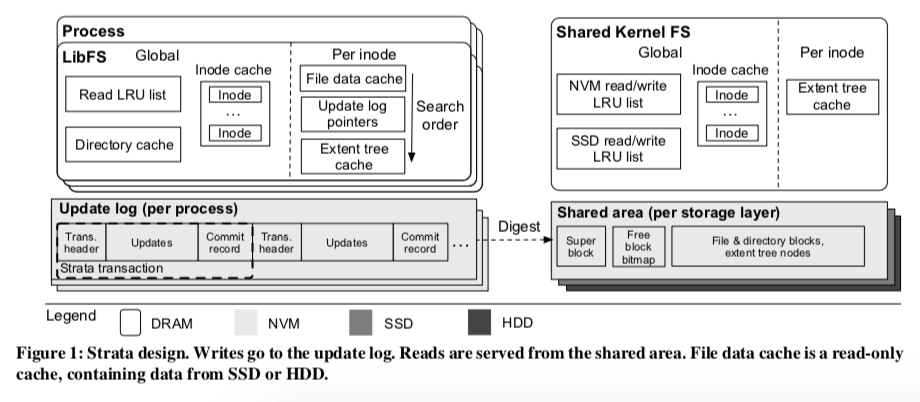 Process
LibFS
Global
Read LRU list
Directory cache
Inode cache
Inode
...
Inode
Per inode
File data cache
Update log
pointers
Extent tree
cache
Search
order
Shared Kernel FS
Global
NVM read/write
LRU list
SSD read/write
LRU list
Inode cache
Inode
...
Inode
Per inode
Extent tree
cache
Update log (per process)
Trans.
header
Updates
Commit
record
Trans.
header
Updates
Commit
record
...
Strata transaction
Digest
Shared area (per storage layer)
Super
block
Free
block
bitmap
File & directory blocks,
extent tree nodes
Legend
DRAM
NVM
SSD
HDD
Figure 1: Strata design. Writes go to the update log. Reads are served from the shared area. File data cache is a read-only
cache, containing data from SSD or HDD.